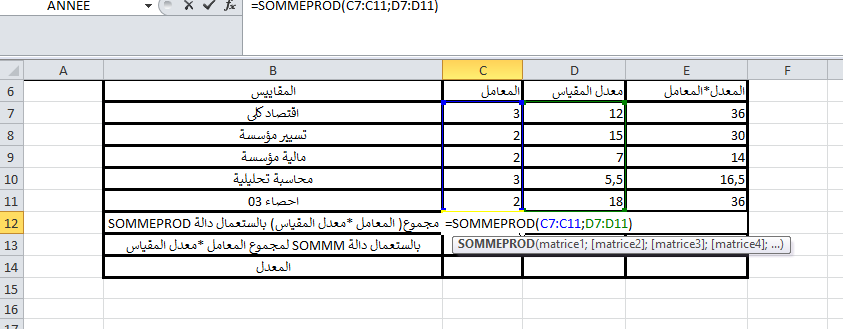 ANNEE =SOMMEPROD(C7:C11;D7:D11)
A B C D E F
6 المقاييس المعامل معدل المقياس المعدل*المعامل
7 اقتصاد كلي 3 12 36
8 تسيير مؤسسة 2 15 30
9 مالية مؤسسة 2 7 14
10 محاسبة تحليلية 3 5,5 16,5
11 احصاء 03 2 18 36
12 مجموع( المعامل *معدل المقياس) بالستعمال دالة SOMMEPROD =SOMMEPROD(C7:C11;D7:D11)
13 بالستعمال دالة SOMMM لمجموع المعامل *معدل المقياس SOMMEPROD(matrice1; [matrice2]; [matrice3]; [matrice4]; ...)
14 المعدل
15
16
17